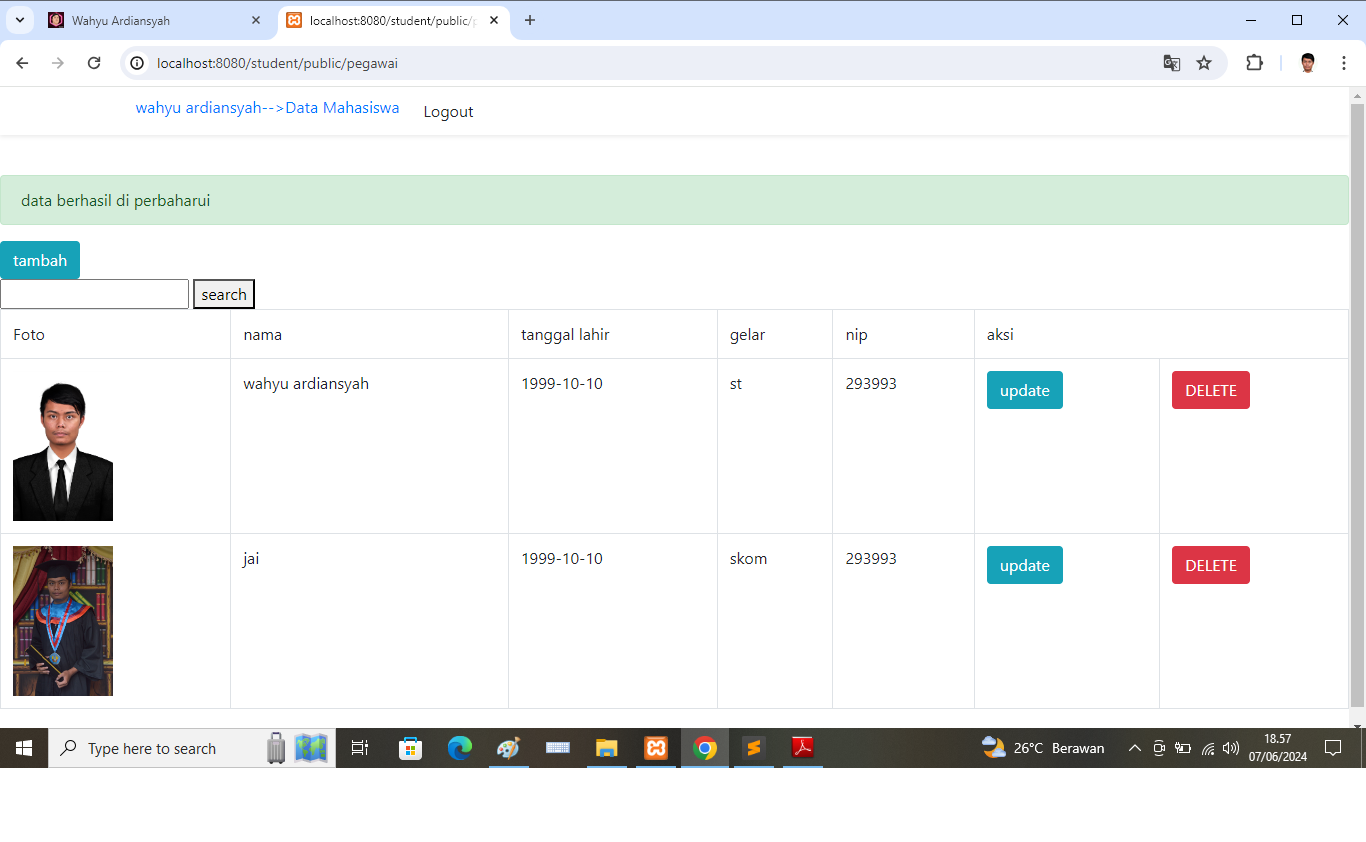 Wahyu Ardiansyah
localhost:8080/student/public/p
localhost:8080/student/public/pegawai
wahyu ardiansyah-->Data Mahasiswa Logout
data berhasil di perbaharui
tambah
search
Foto nama tanggal lahir gelar nip aksi
wahyu ardiansyah 1999-10-10 st 293993 update DELETE
jai 1999-10-10 skom 293993 update DELETE
Type here to search 26°C Berawan 18.57
07/06/2024